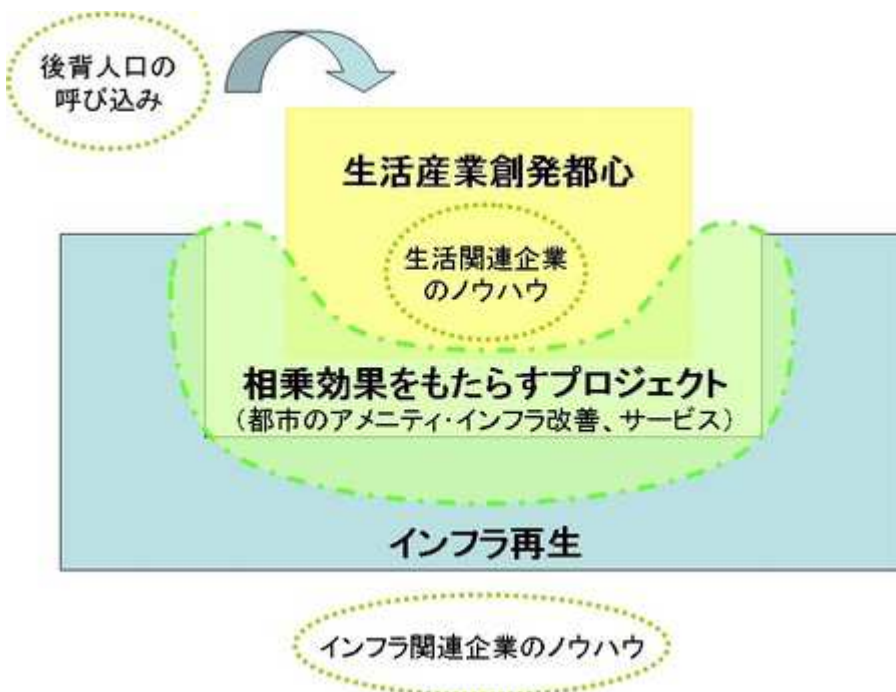 後背人口の
呼び込み
生活産業創発都心
生活関連企業
のノウハウ
相乗効果をもたらすプロジェクト
（都市のアメニティ･インフラ改善、サービス）
インフラ再生
インフラ関連企業のノウハウ